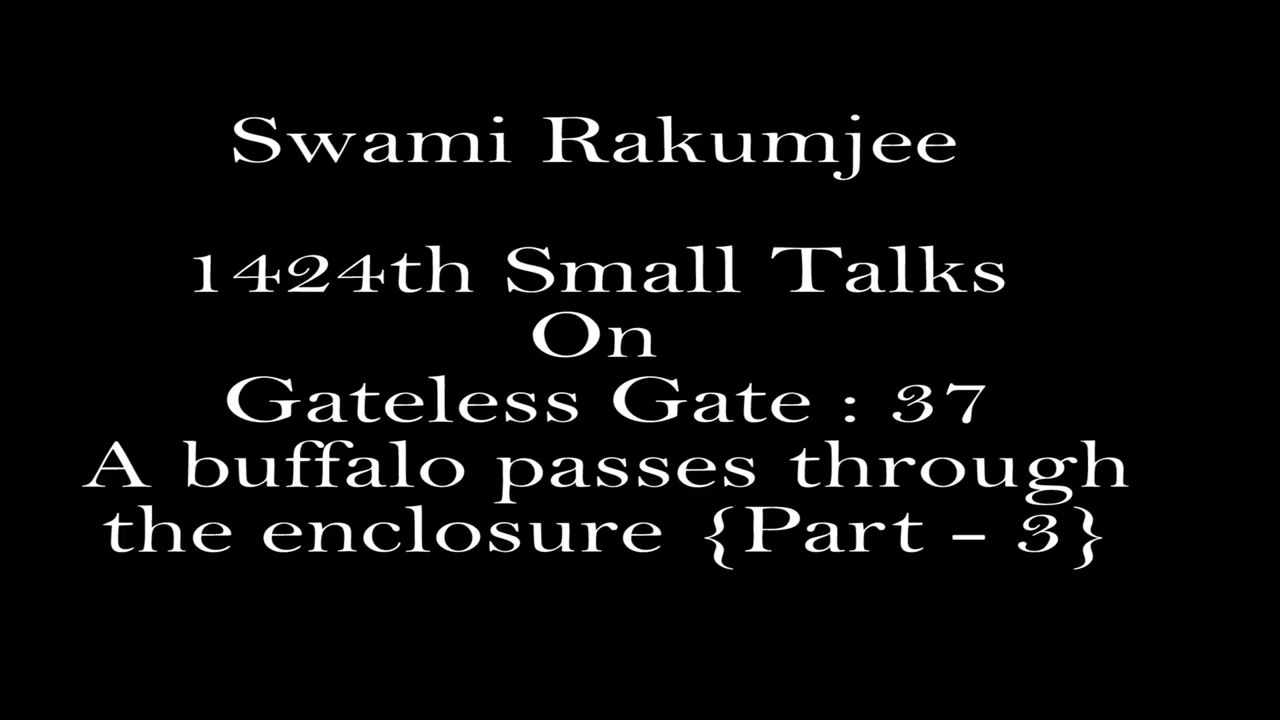 Swami Rakumjee
1424th Small Talks
On
Gateless Gate : 37
A buffalo passes through
the enclosure {Part – 3}